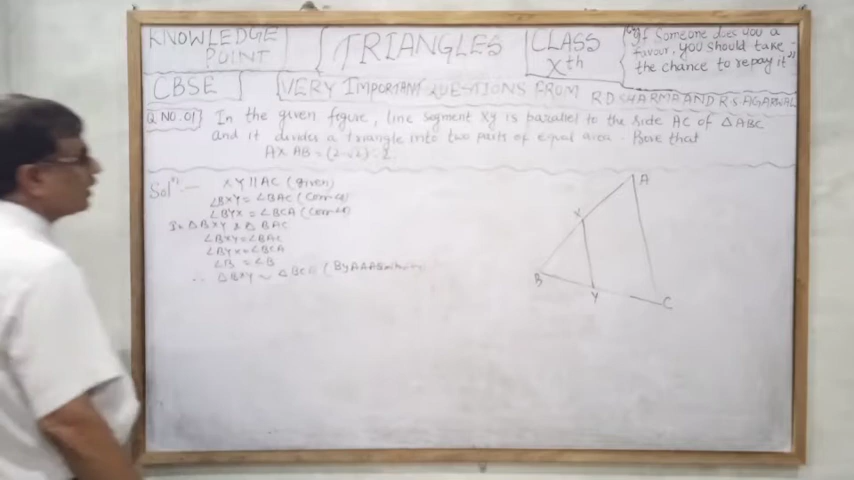 KNOWLEDGE POINT
TRIANGLES
CLASS Xth
"If Someone does you a favour, you should take the chance to repay it"
CBSE
VERY IMPORTANT QUESTIONS FROM R D SHARMA AND R S AGARWAL
Q.NO.01} In the given figure, line segment XY is parallel to the side AC of △ABC
and it divides a triangle into two parts of equal area. Prove that
AX : AB = (2-√2) : 2.
Solⁿ:- XY || AC (given)
∠BXY = ∠BAC
∠BYX = ∠BCA
In △BXY & △BAC
∠BXY = ∠BAC
∠BYX = ∠BCA
∠B = ∠B
∴ △BXY ~ △BCA (By AAA
A
X
B
Y
C